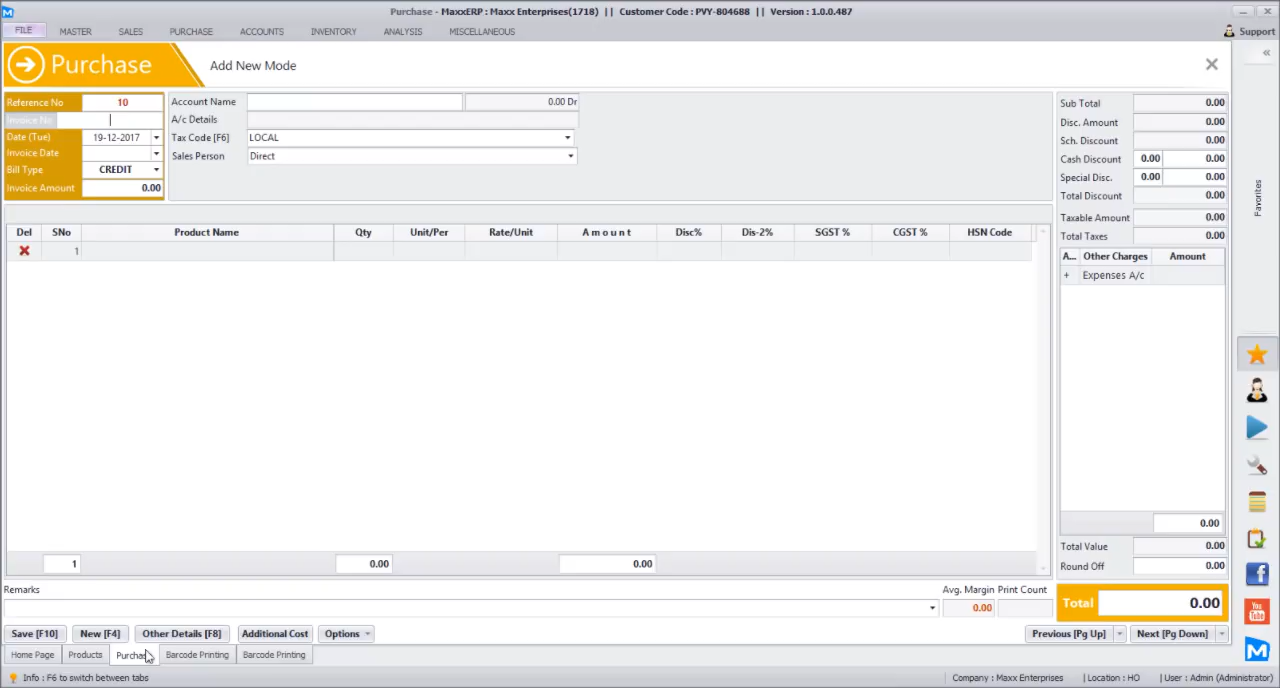 Purchase - MaxxERP : Maxx Enterprises(1718) || Customer Code : PVY-804688 || Version : 1.0.0.487
FILE MASTER SALES PURCHASE ACCOUNTS INVENTORY ANALYSIS MISCELLANEOUS Support
Purchase Add New Mode
Reference No 10 Account Name 0.00 Dr Sub Total 0.00
Invoice No A/c Details Disc. Amount 0.00
Date (Tue) 19-12-2017 Tax Code [F6] LOCAL Sch. Discount 0.00
Invoice Date Sales Person Direct Cash Discount 0.00 0.00
Bill Type CREDIT Special Disc. 0.00 0.00
Invoice Amount 0.00 Total Discount 0.00
Favorites
Taxable Amount 0.00
Del SNo Product Name Qty Unit/Per Rate/Unit A m o u n t Disc% Dis-2% SGST % CGST % HSN Code Total Taxes 0.00
1 A... Other Charges Amount
+ Expenses A/c
0.00
Total Value 0.00
1 0.00 0.00 Round Off 0.00
Remarks Avg. Margin Print Count
0.00 Total 0.00
Save [F10] New [F4] Other Details [F8] Additional Cost Options Previous [Pg Up] Next [Pg Down]
Home Page Products Purchase Barcode Printing Barcode Printing
Info : F6 to switch between tabs Company : Maxx Enterprises | Location : HO | User : Admin (Administrator)
You
Tube